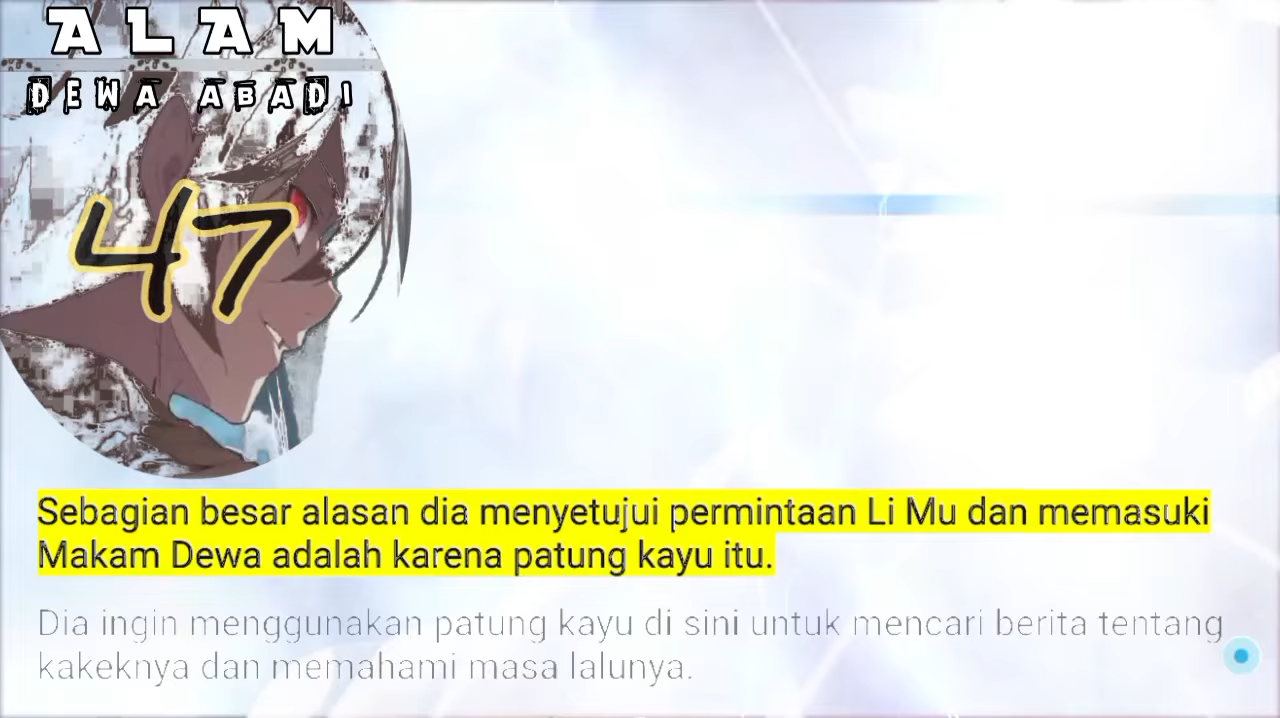 ALAM
DEWA ABADI
47
Sebagian besar alasan dia menyetujui permintaan Li Mu dan memasuki
Makam Dewa adalah karena patung kayu itu.
Dia ingin menggunakan patung kayu di sini untuk mencari berita tentang
kakeknya dan memahami masa lalunya.